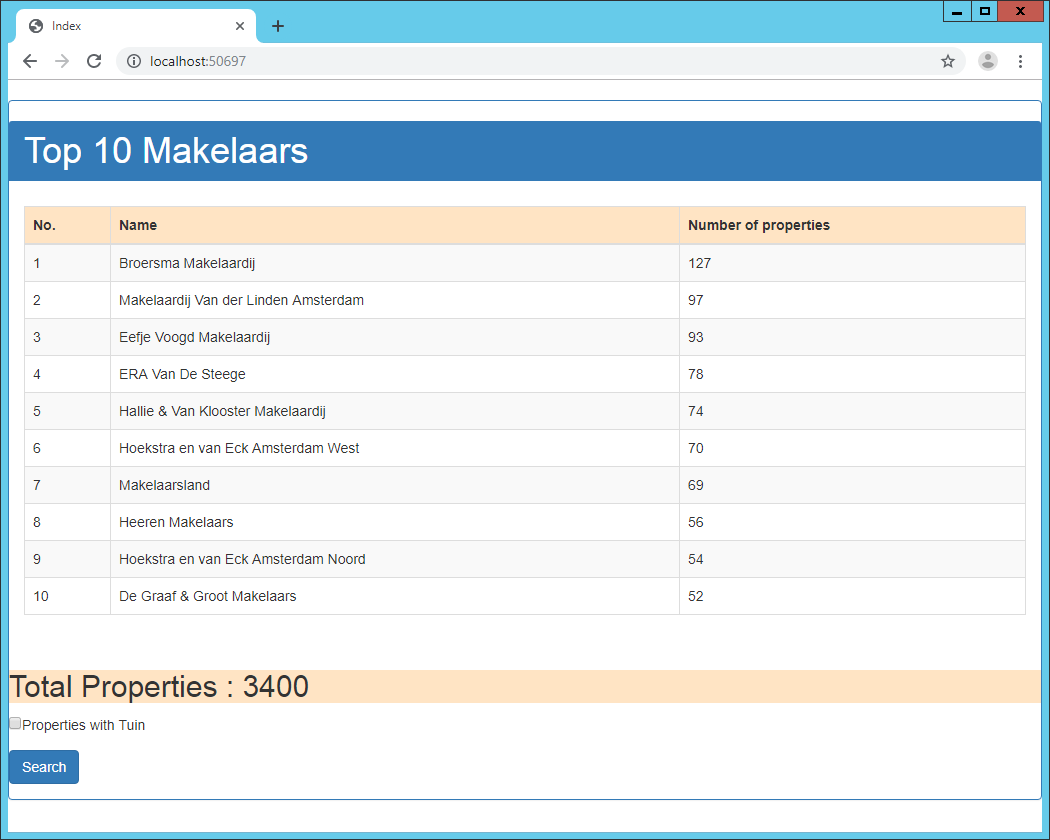 Index
localhost:50697
Top 10 Makelaars
No. Name Number of properties
1 Broersma Makelaardij 127
2 Makelaardij Van der Linden Amsterdam 97
3 Eefje Voogd Makelaardij 93
4 ERA Van De Steege 78
5 Hallie & Van Klooster Makelaardij 74
6 Hoekstra en van Eck Amsterdam West 70
7 Makelaarsland 69
8 Heeren Makelaars 56
9 Hoekstra en van Eck Amsterdam Noord 54
10 De Graaf & Groot Makelaars 52
Total Properties : 3400
Properties with Tuin
Search